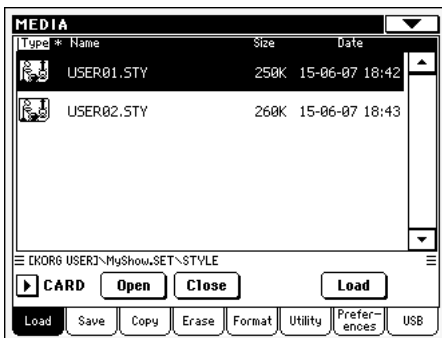 MEDIA
Type * Name Size Date
USER01.STY 250K 15-06-07 18:42
USER02.STY 260K 15-06-07 18:43
[KORG USER]\MyShow.SET\STYLE
CARD Open Close Load
Load Save Copy Erase Format Utility Prefer-ences USB